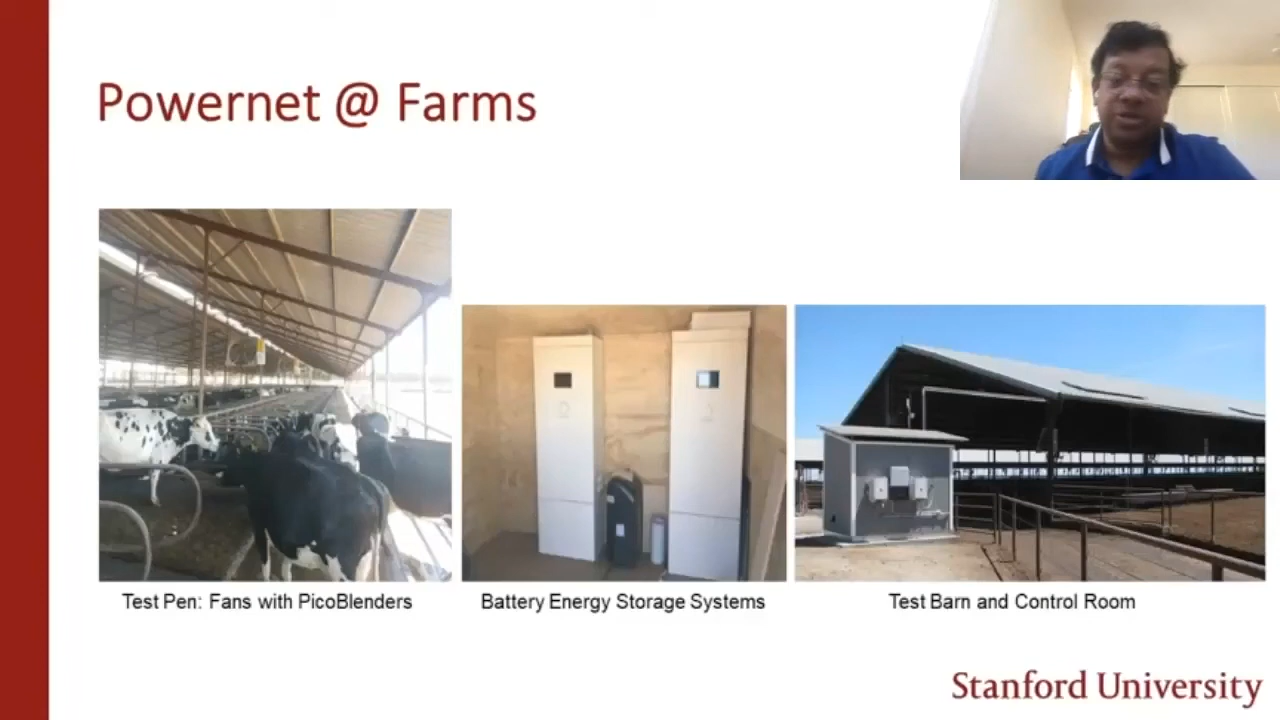 Powernet @ Farms
Test Pen: Fans with PicoBlenders
Battery Energy Storage Systems
Test Barn and Control Room
Stanford University